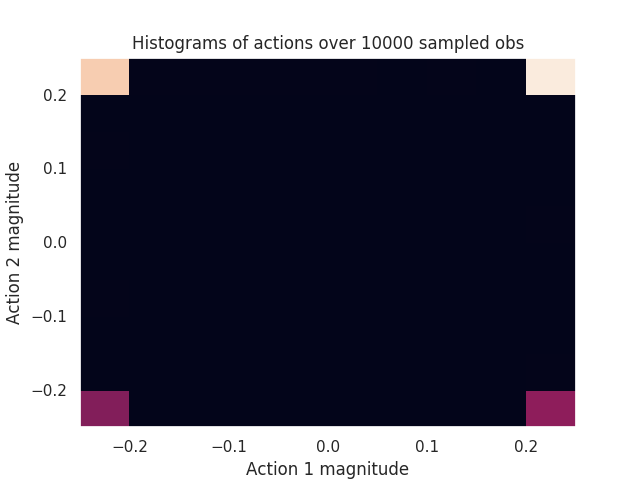 Histograms of actions over 10000 sampled obs
Action 2 magnitude
0.2
0.1
0.0
−0.1
−0.2
−0.2 −0.1 0.0 0.1 0.2
Action 1 magnitude